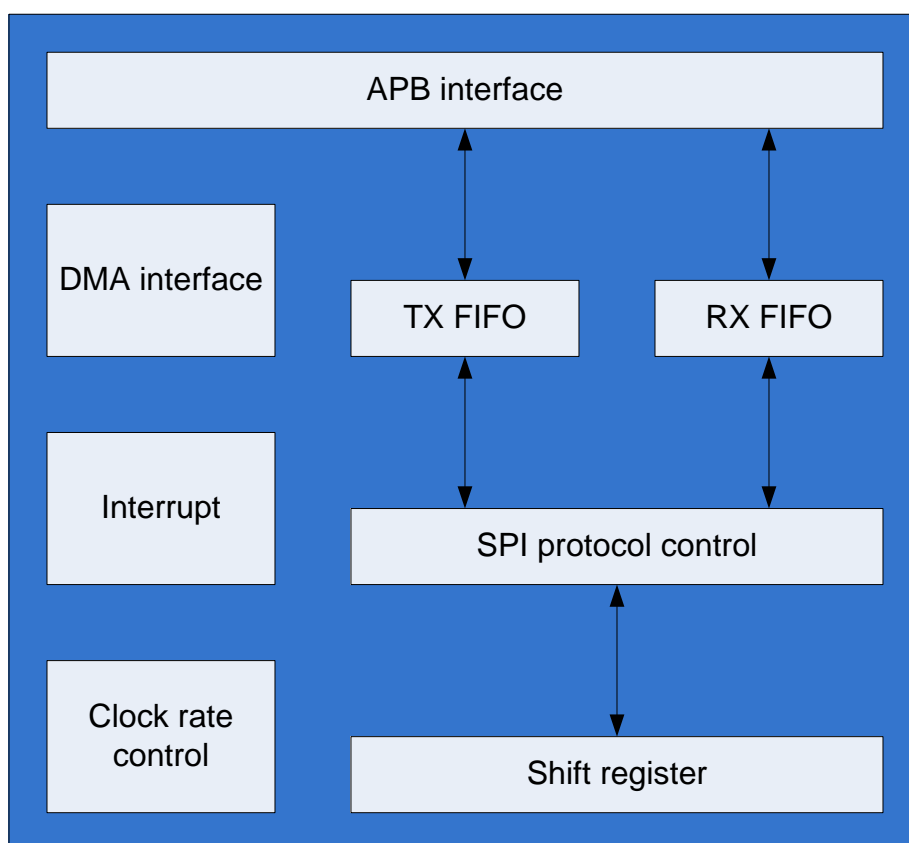 APB interface
DMA interface
TX FIFO
RX FIFO
Interrupt
SPI protocol control
Clock rate
control
Shift register